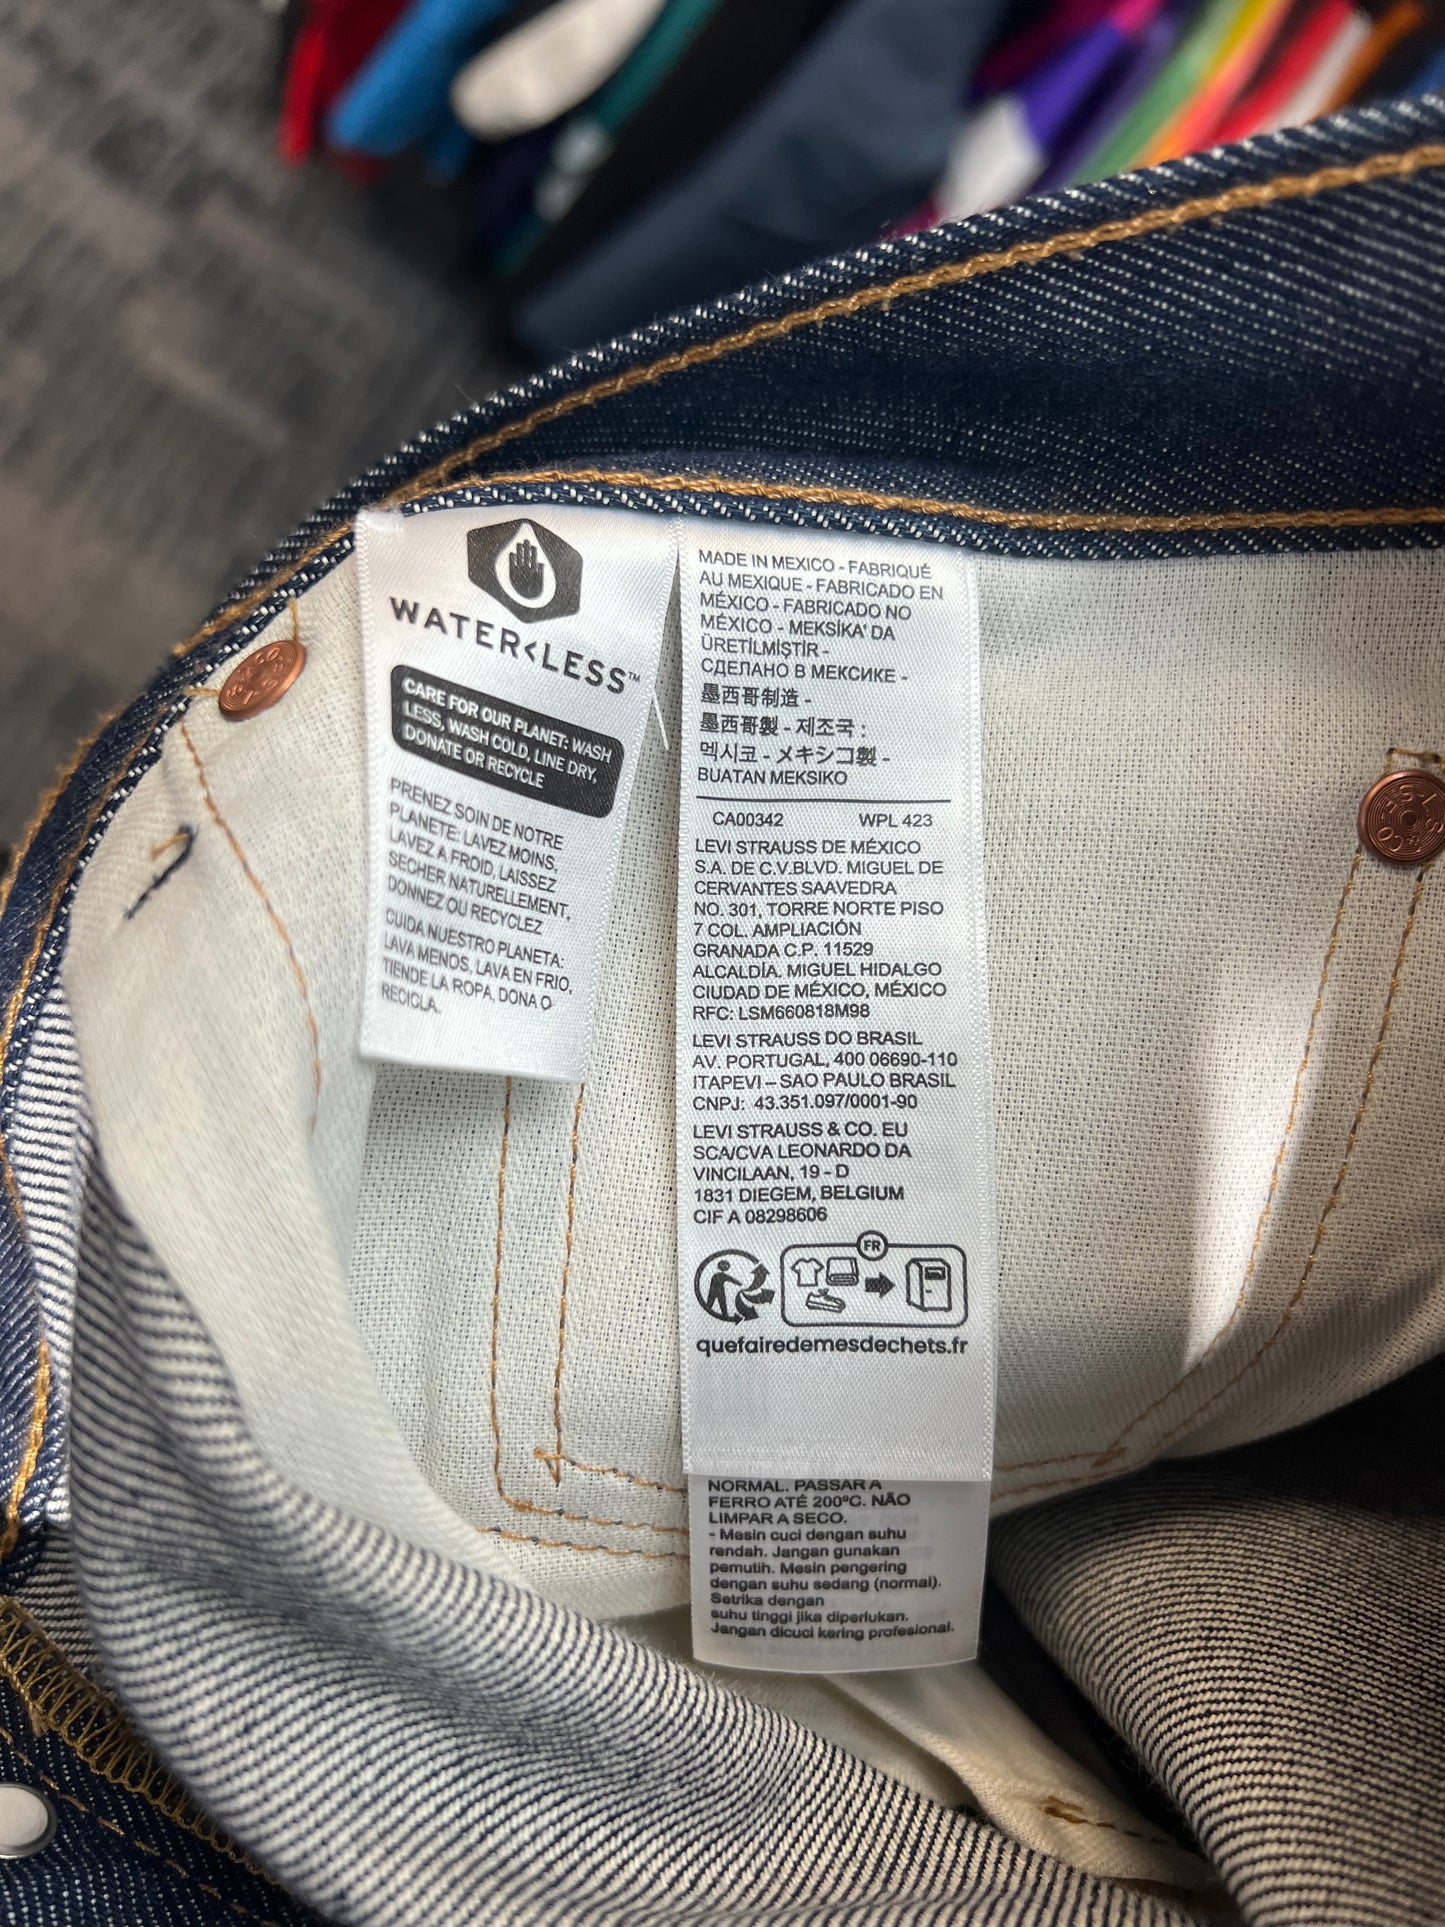 WATER<LESS™
CARE FOR OUR PLANET: WASH
LESS, WASH COLD, LINE DRY,
DONATE OR RECYCLE
PRENEZ SOIN DE NOTRE
PLANETE: LAVEZ MOINS,
LAVEZ A FROID, LAISSEZ
SECHER NATURELLEMENT,
DONNEZ OU RECYCLEZ
CUIDA NUESTRO PLANETA:
LAVA MENOS, LAVA EN FRIO,
TIENDE LA ROPA, DONA O
RECICLA.
MADE IN MEXICO - FABRIQUÉ
AU MEXIQUE - FABRICADO EN
MÉXICO - FABRICADO NO
MÉXICO - MEKSİKA' DA
ÜRETİLMİŞTİR -
СДЕЛАНО В МЕКСИКЕ -
墨西哥制造 -
墨西哥製 - 제조국 :
멕시코 - メキシコ製 -
BUATAN MEKSIKO
CA00342 WPL 423
LEVI STRAUSS DE MÉXICO
S.A. DE C.V.BLVD. MIGUEL DE
CERVANTES SAAVEDRA
NO. 301, TORRE NORTE PISO
7 COL. AMPLIACIÓN
GRANADA C.P. 11529
ALCALDÍA. MIGUEL HIDALGO
CIUDAD DE MÉXICO, MÉXICO
RFC: LSM660818M98
LEVI STRAUSS DO BRASIL
AV. PORTUGAL, 400 06690-110
ITAPEVI – SAO PAULO BRASIL
CNPJ: 43.351.097/0001-90
LEVI STRAUSS & CO. EU
SCA/CVA LEONARDO DA
VINCILAAN, 19 - D
1831 DIEGEM, BELGIUM
CIF A 08298606
FR
quefairedemesdechets.fr
NORMAL. PASSAR A
FERRO ATÉ 200ºC. NÃO
LIMPAR A SECO.
- Mesin cuci dengan suhu
rendah. Jangan gunakan
pemutih. Mesin pengering
dengan suhu sedang (normal).
Setrika dengan
suhu tinggi jika diperlukan.
Jangan dicuci kering profesional.